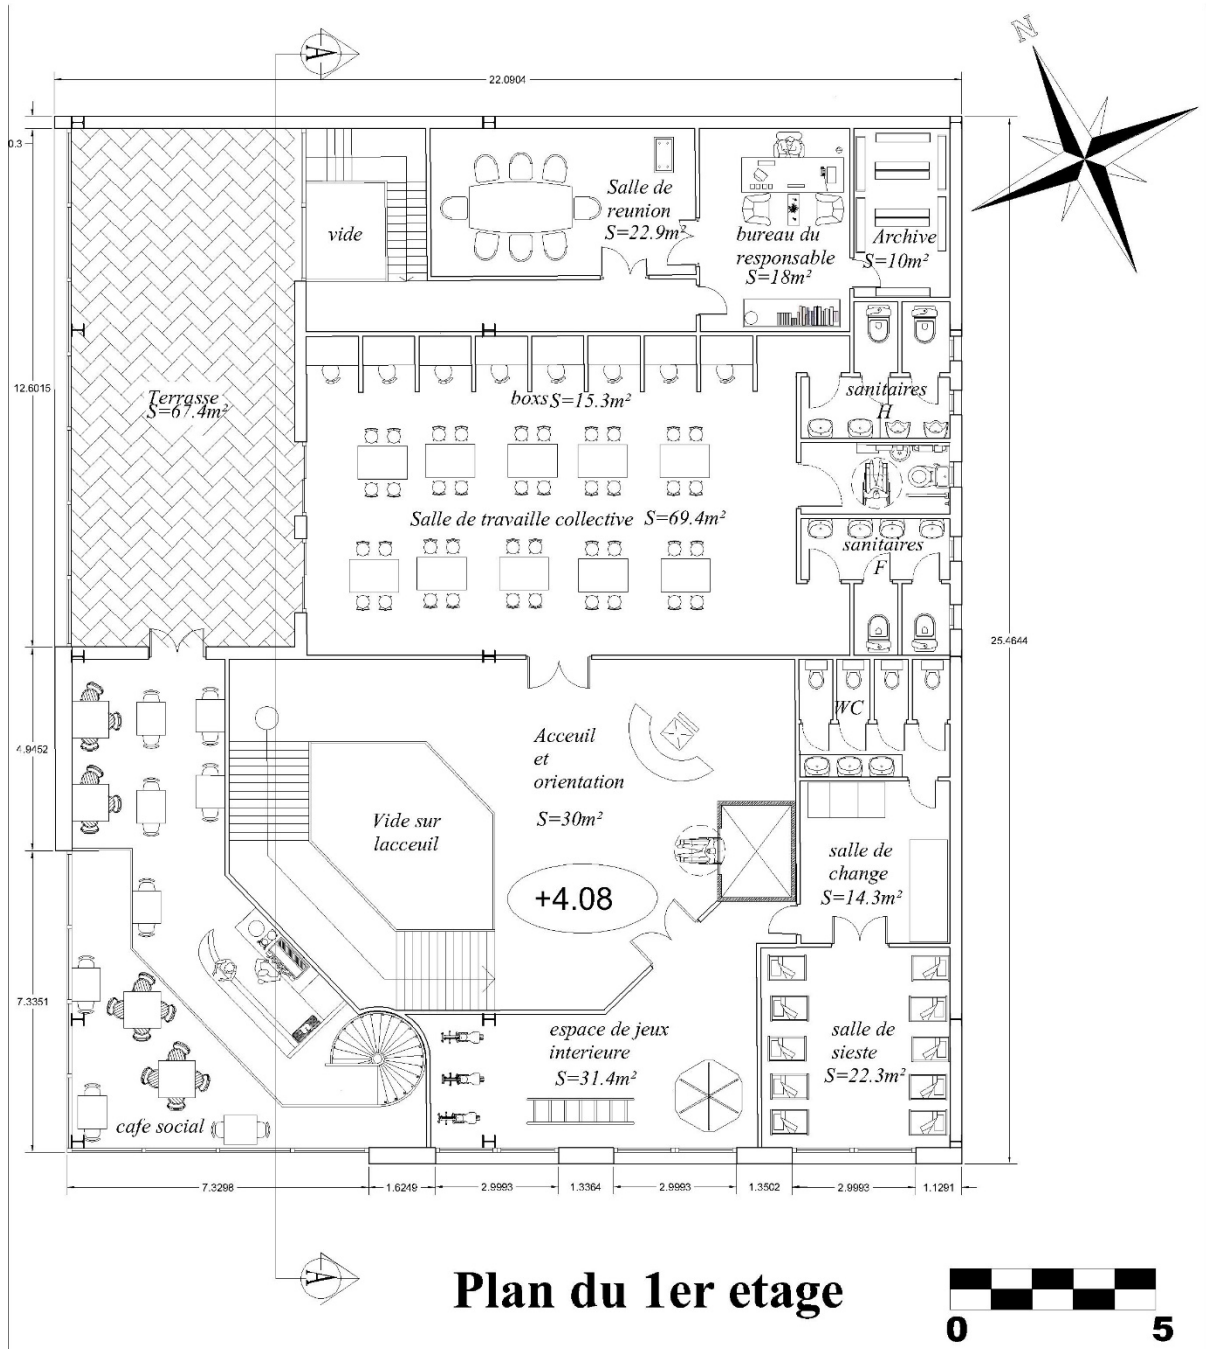 N
A
22.0904
0.3
Salle de
reunion
S=22.9m²
bureau du
responsable
S=18m²
Archive
S=10m²
vide
12.6015
Terrasse
S=67.4m²
boxs S=15.3m²
sanitaires
H
Salle de travaille collective S=69.4m²
sanitaires
F
25.4644
4.9452
Acceuil
et
orientation
S=30m²
WC
Vide sur
lacceuil
salle de
change
S=14.3m²
+4.08
7.3351
espace de jeux
interieure
S=31.4m²
salle de
sieste
S=22.3m²
cafe social
7.3298
1.6249
2.9993
1.3364
2.9993
1.3502
2.9993
1.1291
A
Plan du 1er etage
0 5